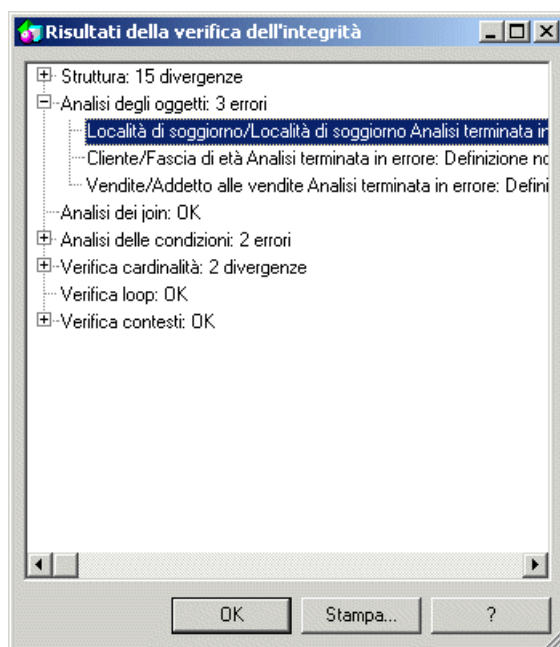 Risultati della verifica dell'integrità
Struttura: 15 divergenze
Analisi degli oggetti: 3 errori
Località di soggiorno/Località di soggiorno Analisi terminata in
Cliente/Fascia di età Analisi terminata in errore: Definizione no
Vendite/Addetto alle vendite Analisi terminata in errore: Defini
Analisi dei join: OK
Analisi delle condizioni: 2 errori
Verifica cardinalità: 2 divergenze
Verifica loop: OK
Verifica contesti: OK
OK Stampa... ?